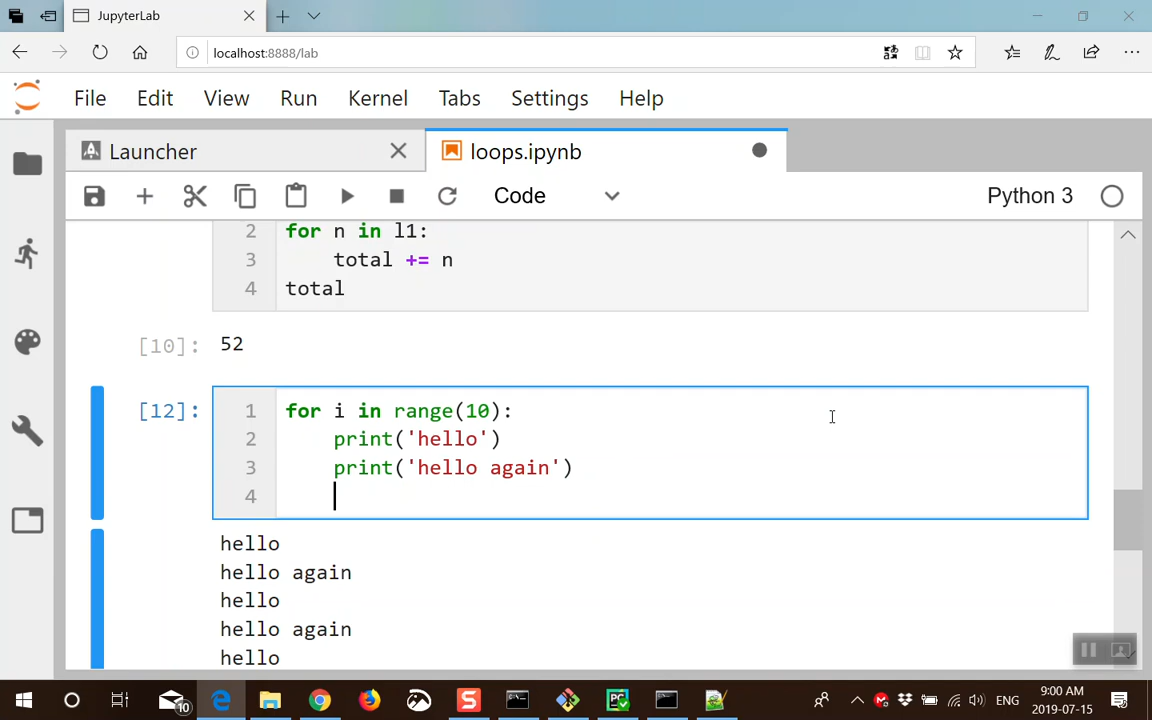 JupyterLab
localhost:8888/lab
File Edit View Run Kernel Tabs Settings Help
Launcher
loops.ipynb
Code
Python 3
2 for n in l1:
3 total += n
4 total
[10]: 52
[12]: 1 for i in range(10):
2 print('hello')
3 print('hello again')
4
hello
hello again
hello
hello again
hello
10
PC
ENG
9:00 AM
2019-07-15